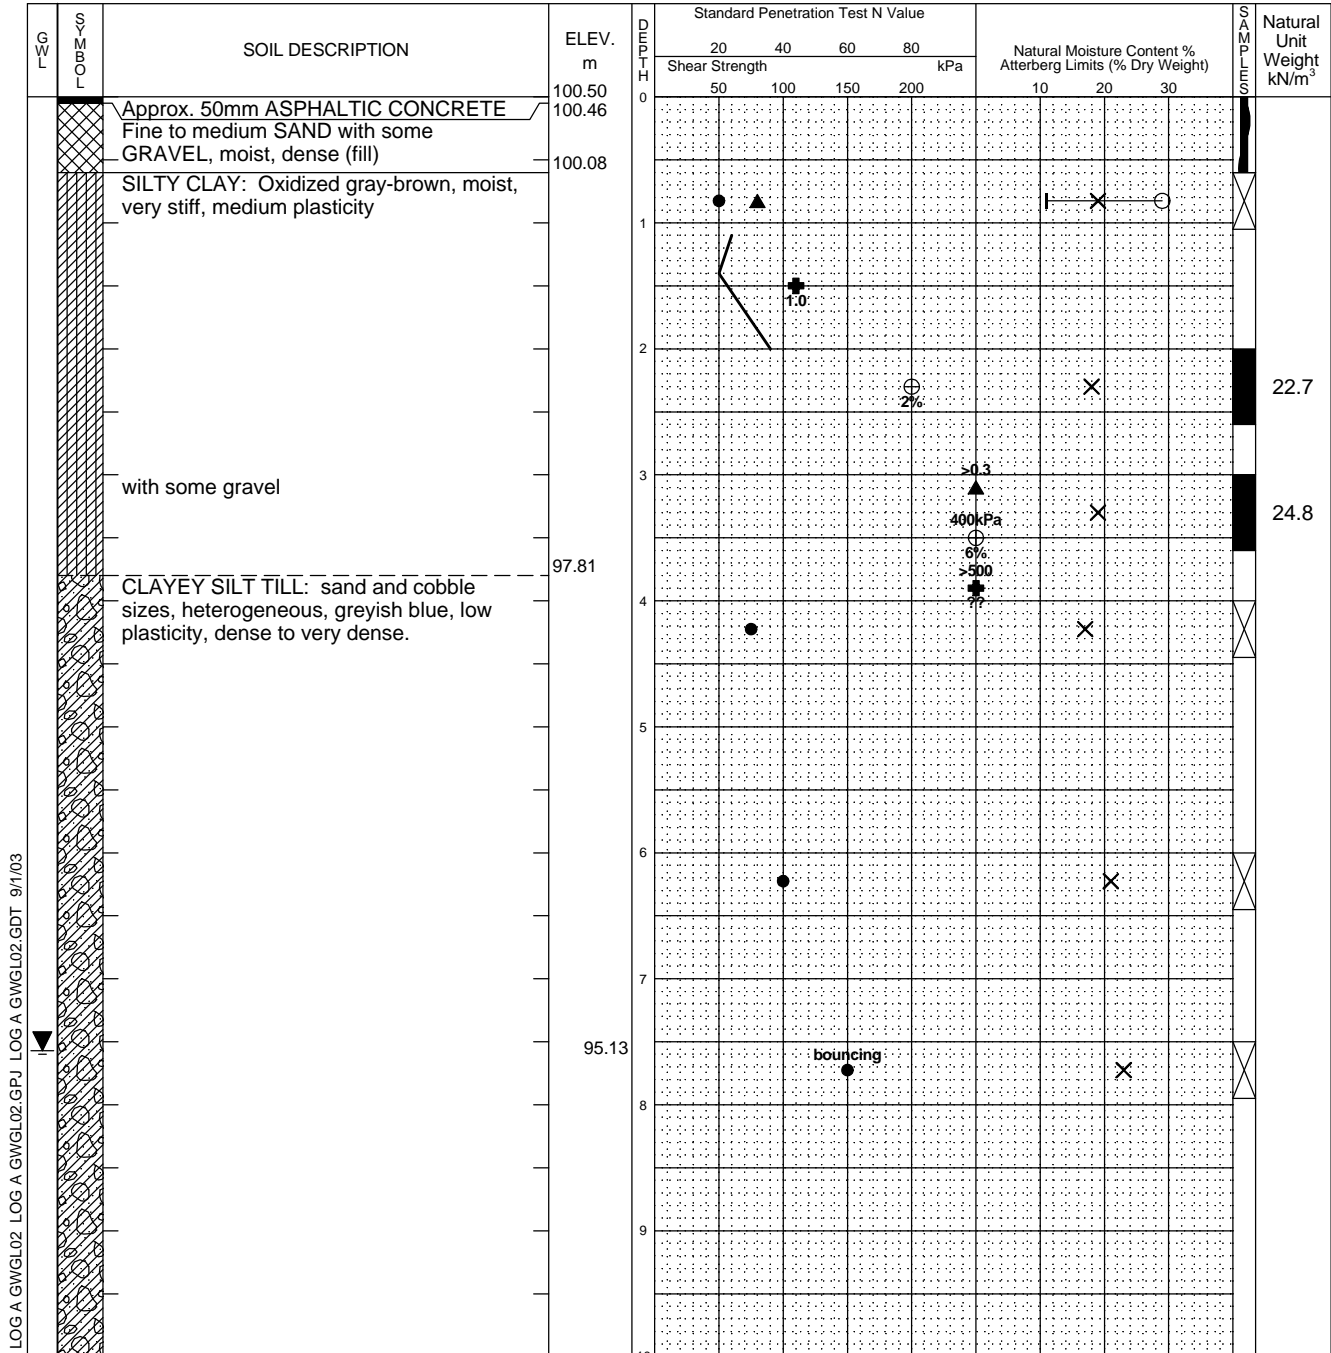 GWL
SYMBOL
SOIL DESCRIPTION
ELEV.
m
100.50
DEPTH
Standard Penetration Test N Value
20 40 60 80
Shear Strength kPa
50 100 150 200
Natural Moisture Content %
Atterberg Limits (% Dry Weight)
10 20 30
SAMPLES
Natural
Unit
Weight
kN/m³
0
Approx. 50mm ASPHALTIC CONCRETE 100.46
Fine to medium SAND with some
GRAVEL, moist, dense (fill)
100.08
SILTY CLAY: Oxidized gray-brown, moist,
very stiff, medium plasticity
1
1.0
2
2%
22.7
>0.3
3
with some gravel
400kPa
24.8
6%
97.81
>500
CLAYEY SILT TILL: sand and cobble
sizes, heterogeneous, greyish blue, low
plasticity, dense to very dense.
??
4
5
6
7
95.13
bouncing
8
9
LOG A GWGL02 LOG A GWGL02.GPJ LOG A GWGL02.GDT 9/1/03